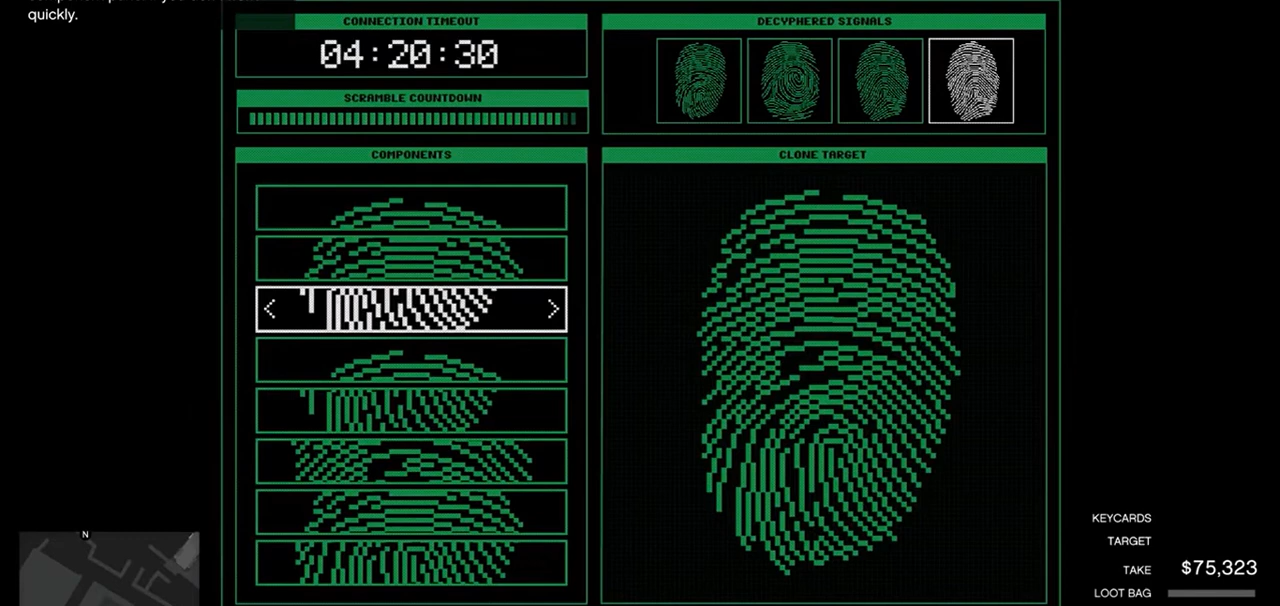 quickly.
CONNECTION TIMEOUT
04:20:30
SCRAMBLE COUNTDOWN
DECYPHERED SIGNALS
COMPONENTS
CLONE TARGET
N
KEYCARDS
TARGET
TAKE $75,323
LOOT BAG